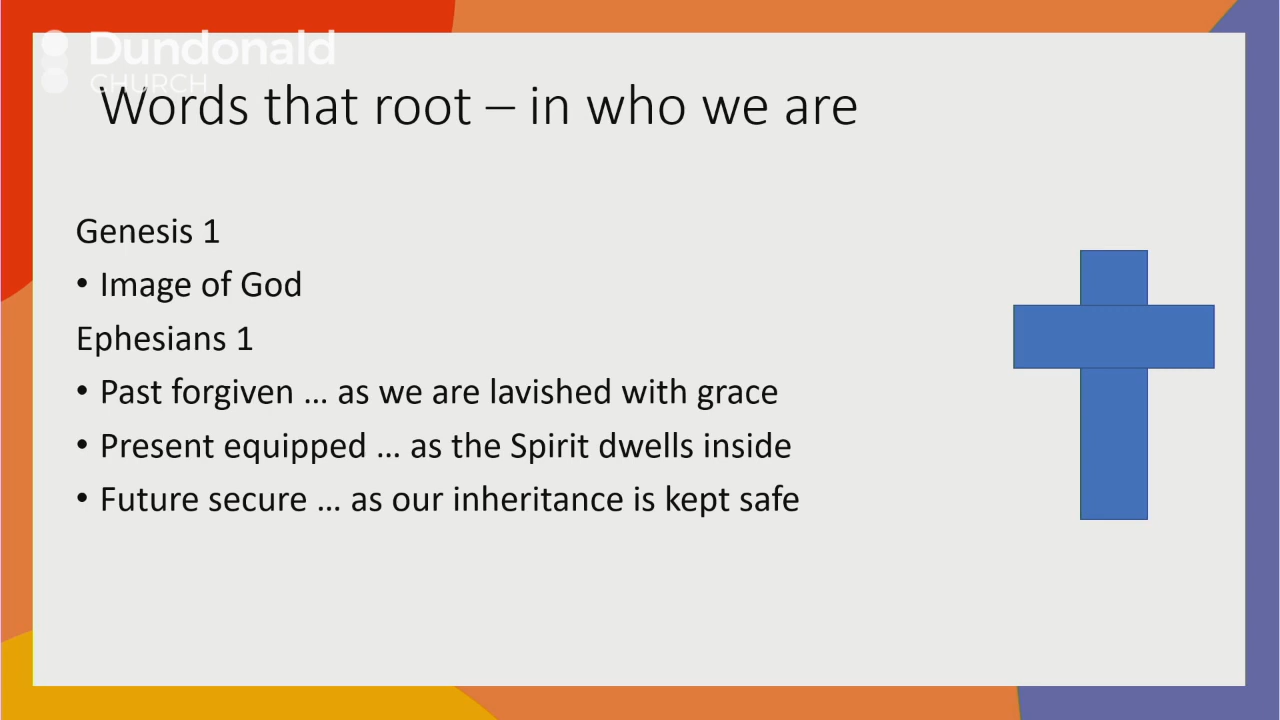 Dundonald
CHURCH
Words that root – in who we are
Genesis 1
• Image of God
Ephesians 1
• Past forgiven ... as we are lavished with grace
• Present equipped ... as the Spirit dwells inside
• Future secure ... as our inheritance is kept safe